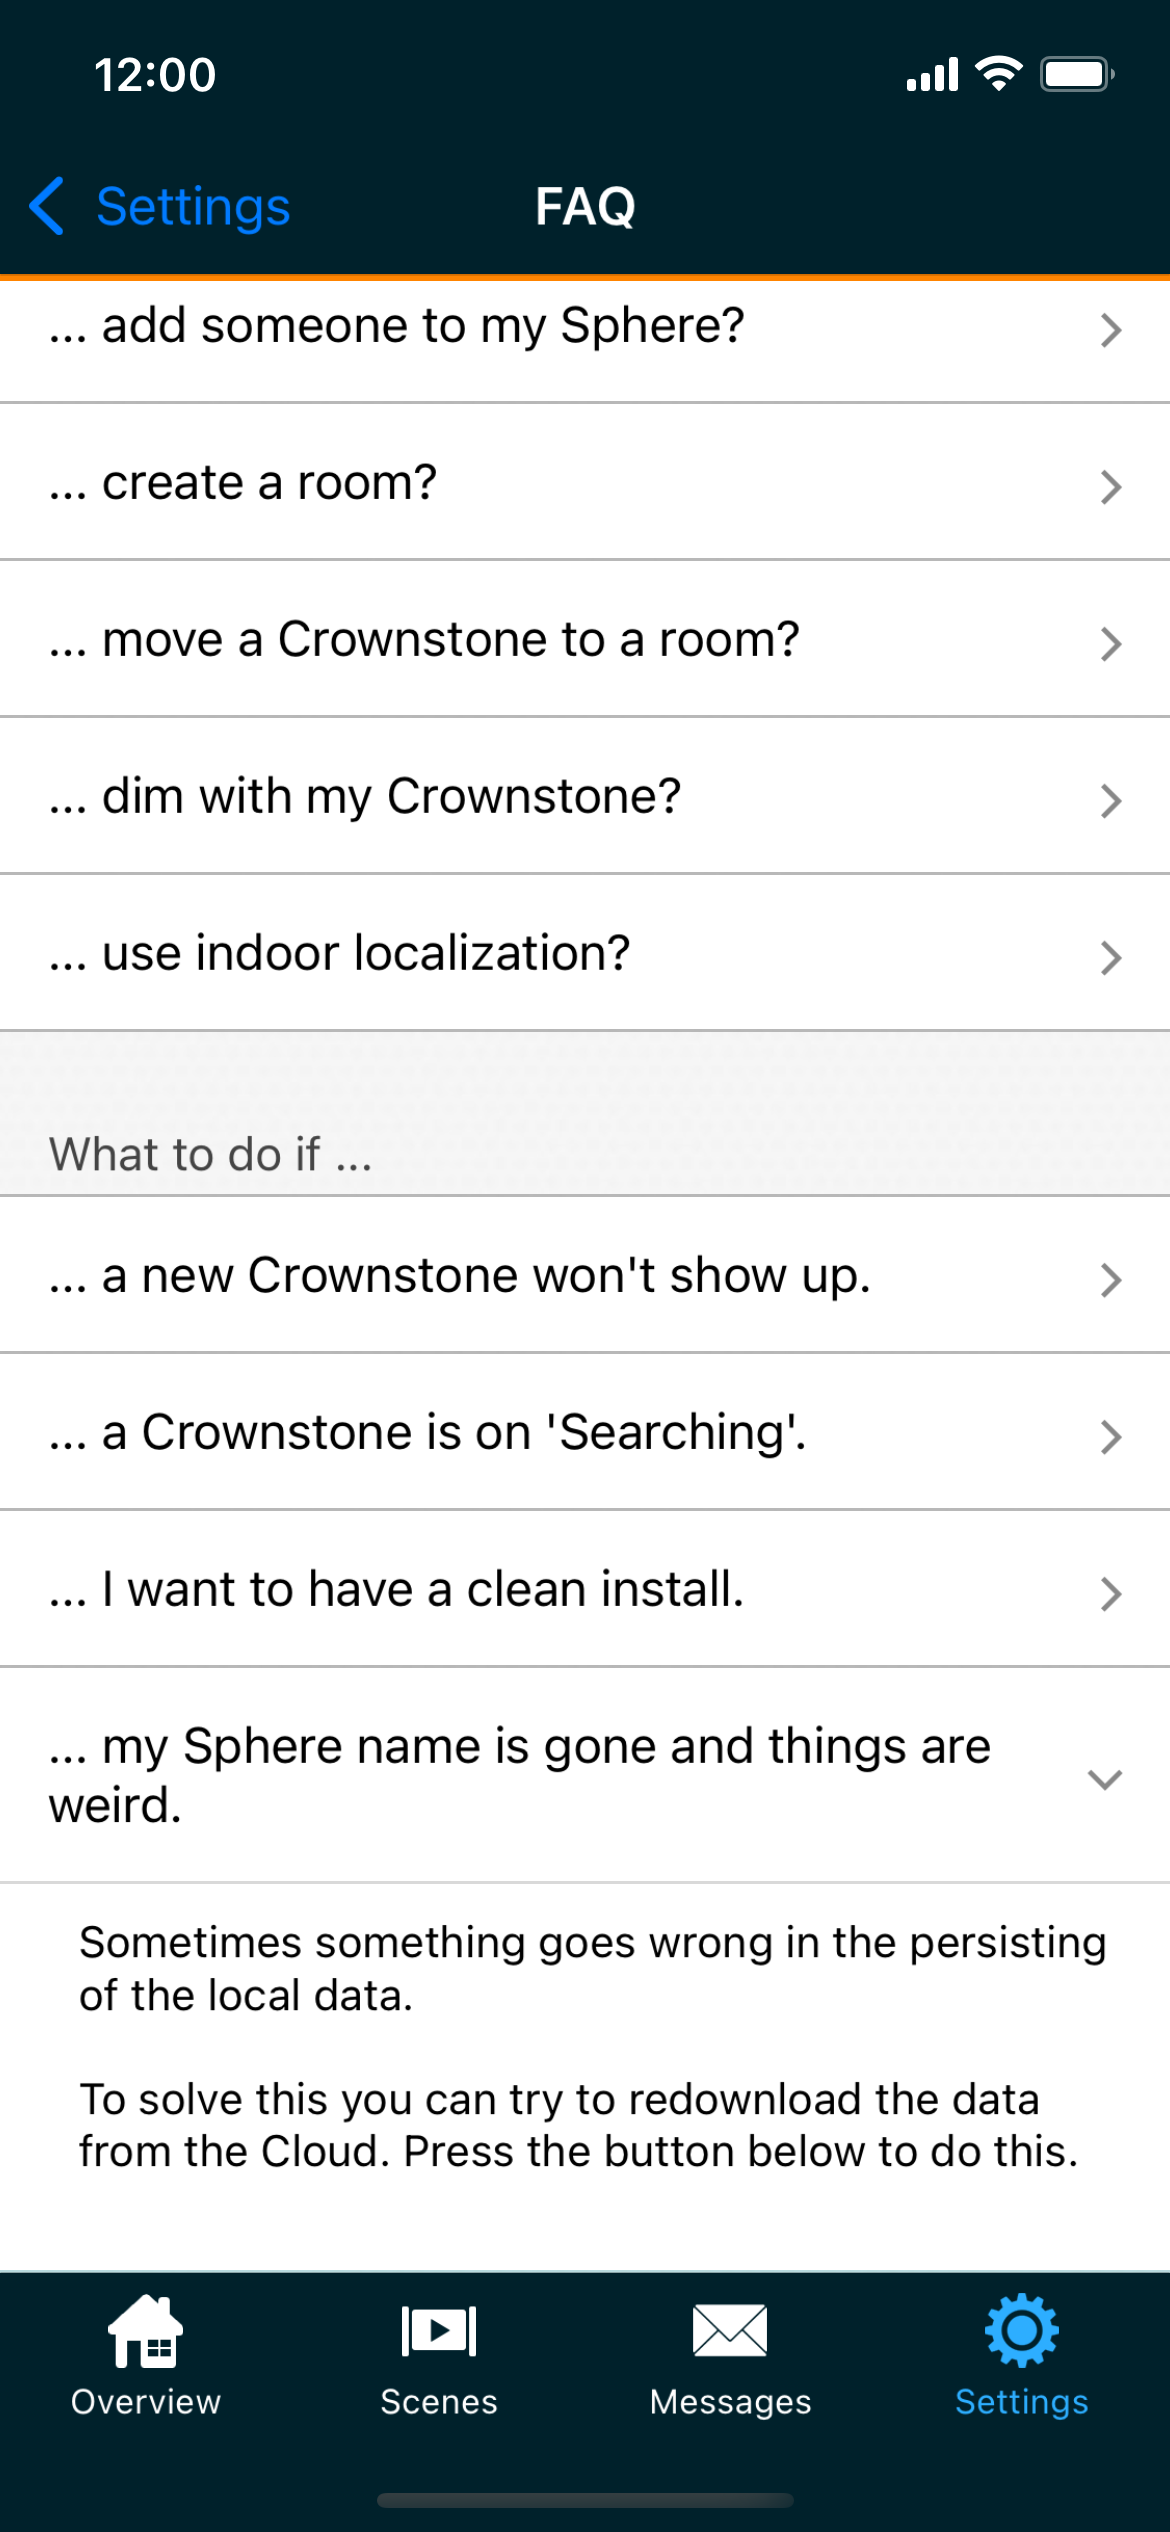 12:00
Settings
FAQ
... add someone to my Sphere?
... create a room?
... move a Crownstone to a room?
... dim with my Crownstone?
... use indoor localization?
What to do if ...
... a new Crownstone won't show up.
... a Crownstone is on 'Searching'.
... I want to have a clean install.
... my Sphere name is gone and things are
weird.
Sometimes something goes wrong in the persisting
of the local data.
To solve this you can try to redownload the data
from the Cloud. Press the button below to do this.
Overview
Scenes
Messages
Settings